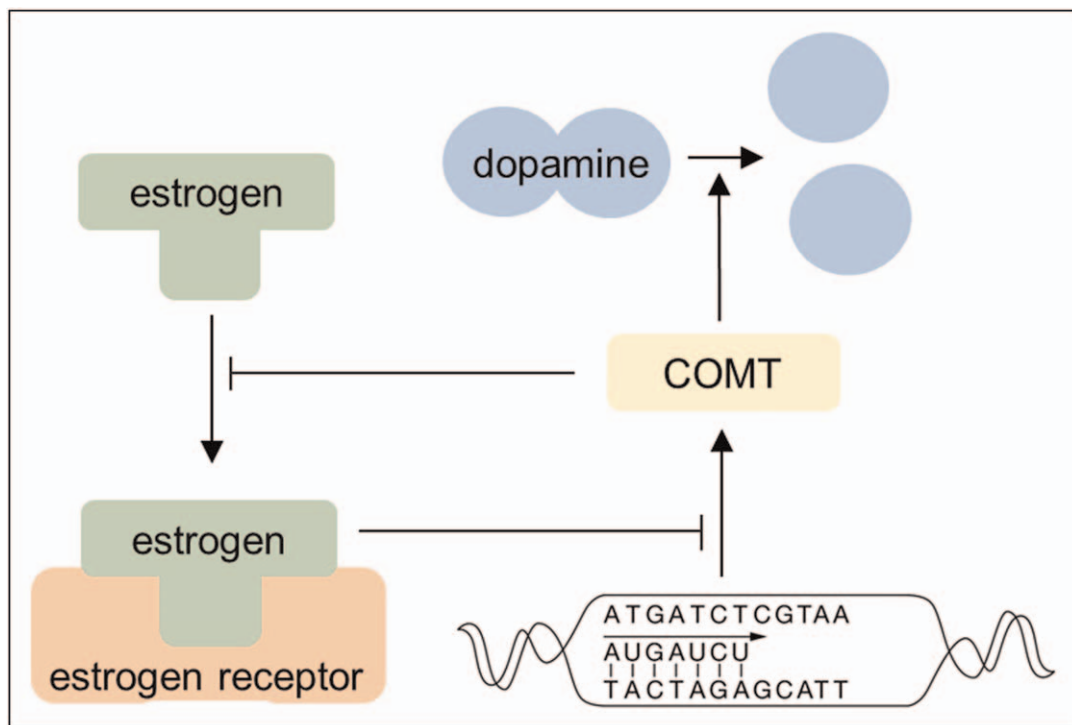 dopamine
estrogen
COMT
estrogen
estrogen receptor
ATGATCTCGTAA
AUGAUCU
TACTAGAGCATT